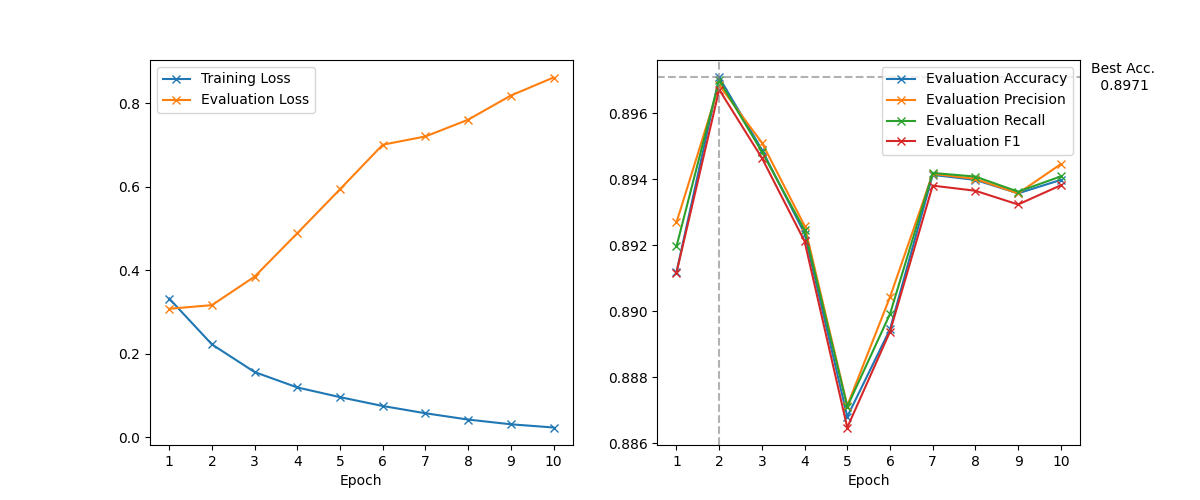 Training Loss
Evaluation Loss
0.8
0.6
0.4
0.2
0.0
1 2 3 4 5 6 7 8 9 10
Epoch
Evaluation Accuracy
Evaluation Precision
Evaluation Recall
Evaluation F1
Best Acc.
0.8971
0.896
0.894
0.892
0.890
0.888
0.886
1 2 3 4 5 6 7 8 9 10
Epoch